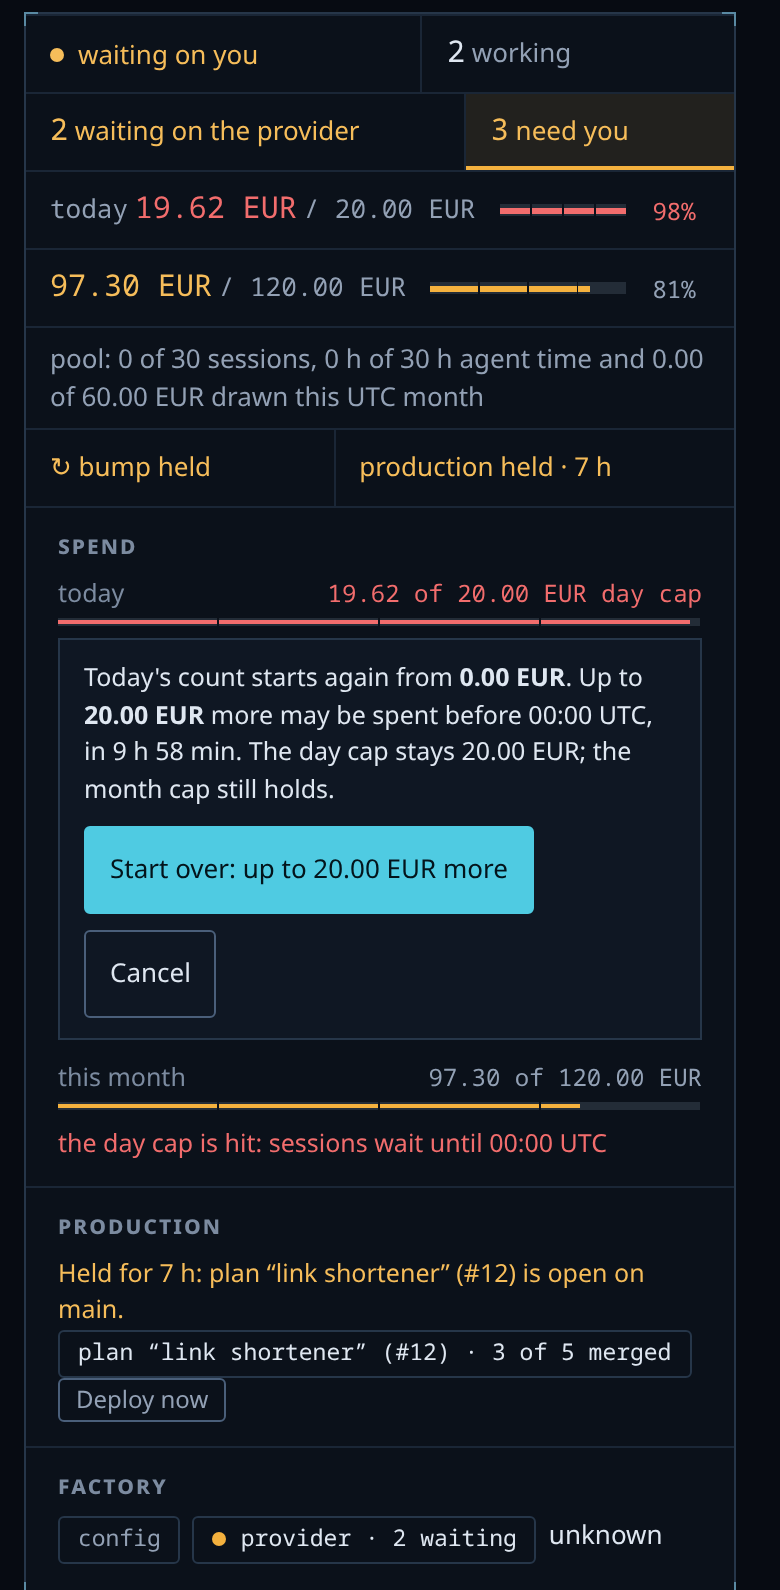 waiting on you
2 working
2 waiting on the provider
3 need you
today 19.62 EUR / 20.00 EUR 98%
97.30 EUR / 120.00 EUR 81%
pool: 0 of 30 sessions, 0 h of 30 h agent time and 0.00
of 60.00 EUR drawn this UTC month
↻ bump held
production held · 7 h
SPEND
today 19.62 of 20.00 EUR day cap
Today's count starts again from 0.00 EUR. Up to
20.00 EUR more may be spent before 00:00 UTC,
in 9 h 58 min. The day cap stays 20.00 EUR; the
month cap still holds.
Start over: up to 20.00 EUR more
Cancel
this month 97.30 of 120.00 EUR
the day cap is hit: sessions wait until 00:00 UTC
PRODUCTION
Held for 7 h: plan “link shortener” (#12) is open on
main.
plan “link shortener” (#12) · 3 of 5 merged
Deploy now
FACTORY
config
provider · 2 waiting
unknown